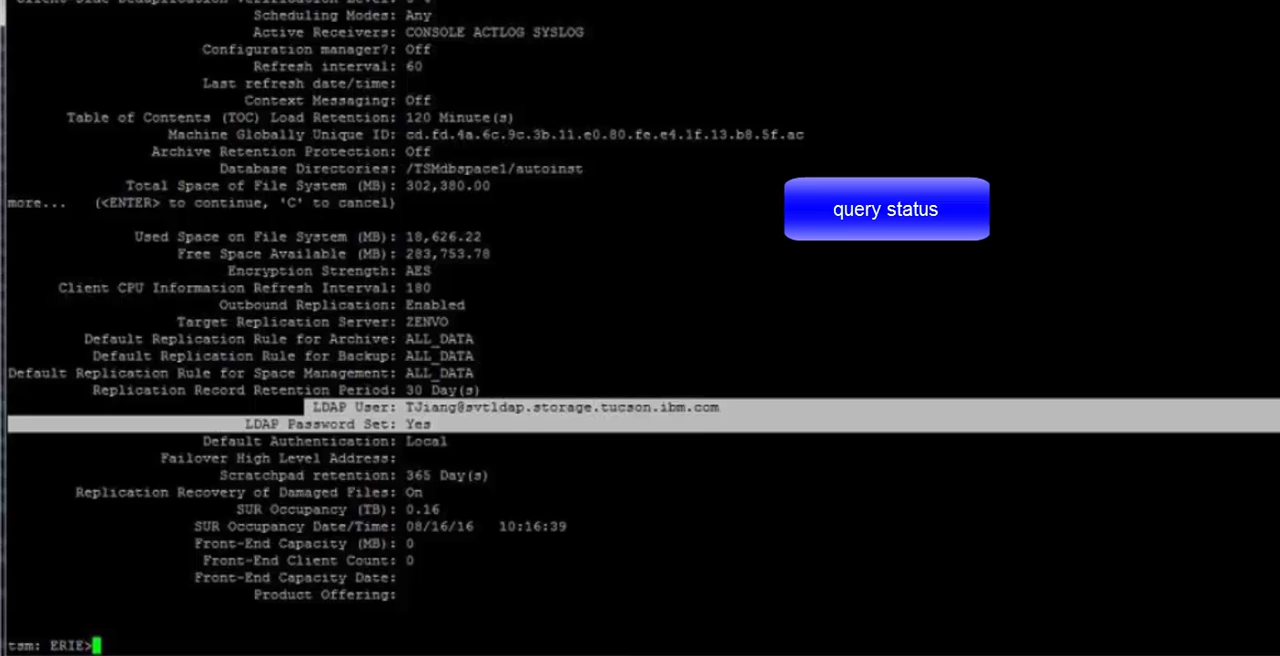 Scheduling Modes: Any
Active Receivers: CONSOLE ACTLOG SYSLOG
Configuration manager?: Off
Refresh interval: 60
Last refresh date/time:
Context Messaging: Off
Table of Contents (TOC) Load Retention: 120 Minute(s)
Machine Globally Unique ID: cd.fd.4a.6c.9c.3b.11.e0.80.fe.e4.1f.13.b8.5f.ac
Archive Retention Protection: Off
Database Directories: /TSMdbspace1/autoinst
Total Space of File System (MB): 302,380.00
more... (<ENTER> to continue, 'C' to cancel)
query status
Used Space on File System (MB): 18,626.22
Free Space Available (MB): 283,753.78
Encryption Strength: AES
Client CPU Information Refresh Interval: 180
Outbound Replication: Enabled
Target Replication Server: ZENVO
Default Replication Rule for Archive: ALL_DATA
Default Replication Rule for Backup: ALL_DATA
Default Replication Rule for Space Management: ALL_DATA
Replication Record Retention Period: 30 Day(s)
LDAP User: TJiang@svtldap.storage.tucson.ibm.com
LDAP Password Set: Yes
Default Authentication: Local
Failover High Level Address:
Scratchpad retention: 365 Day(s)
Replication Recovery of Damaged Files: On
SUR Occupancy (TB): 0.16
SUR Occupancy Date/Time: 08/16/16 10:16:39
Front-End Capacity (MB): 0
Front-End Client Count: 0
Front-End Capacity Date:
Product Offering:
tsm: ERIE>